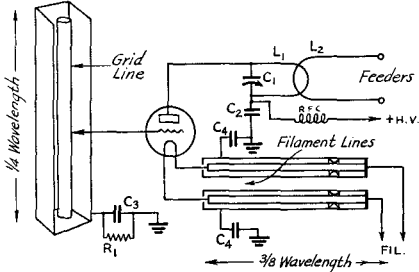 1/4 Wavelength
Grid Line
L1
L2
C1
Feeders
C2
R F C
+H.V.
C4
Filament Lines
C3
R1
C4
FIL.
3/8 Wavelength